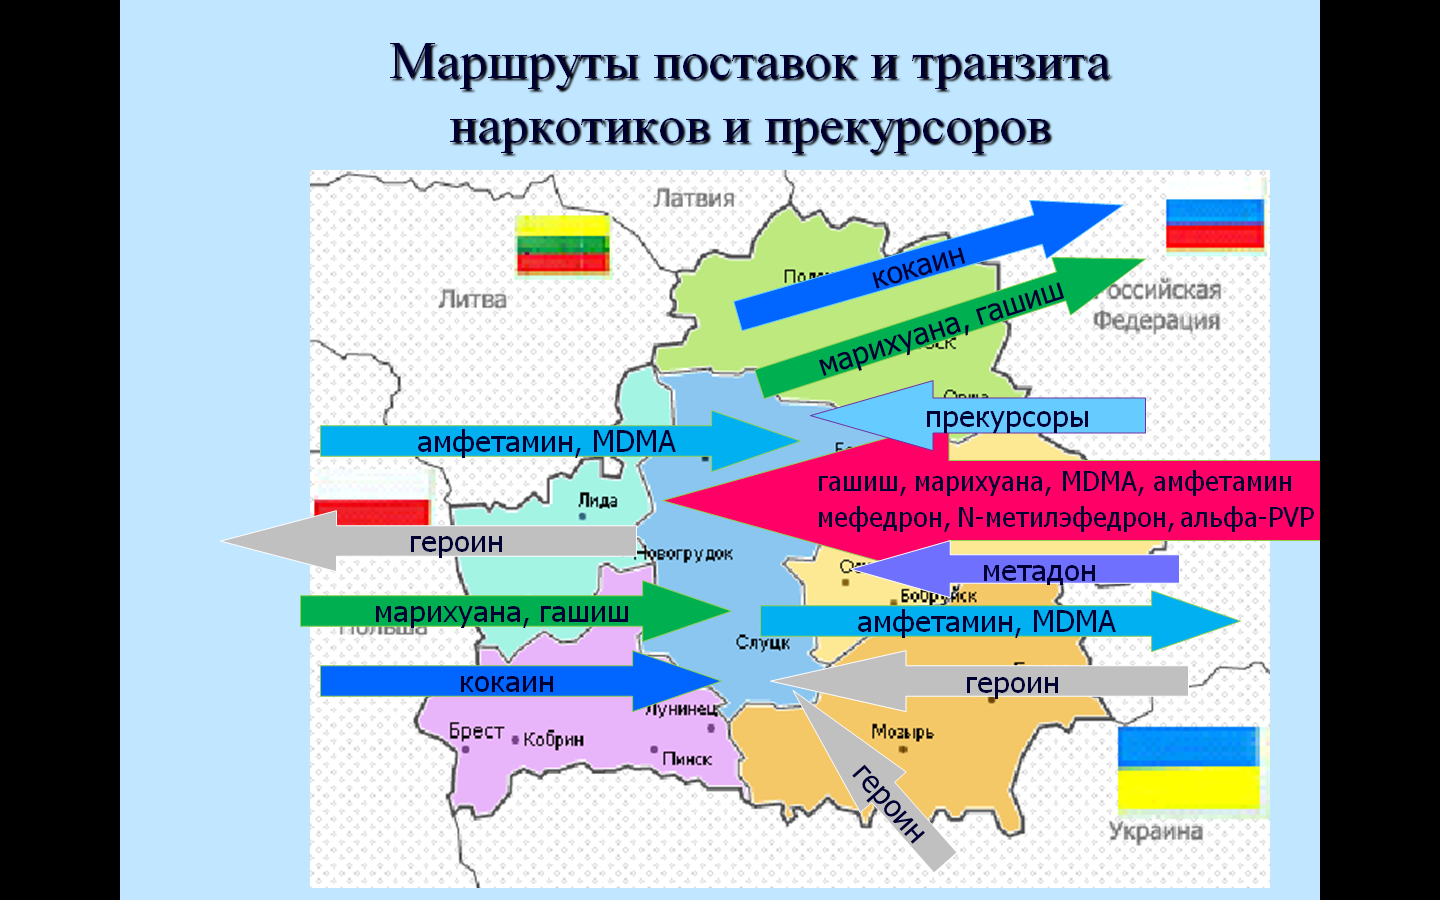 Маршруты поставок и транзита
наркотиков и прекурсоров
Латвия
Литва
кокаин
марихуана, гашиш
Федерация
прекурсоры
амфетамин, MDMA
гашиш, марихуана, MDMA, амфетамин
мефедрон, N-метилэфедрон, альфа-PVP
Лида
героин
Новогрудок
метадон
Бобруйск
марихуана, гашиш
амфетамин, MDMA
Польша
Слуцк
кокаин
героин
Лунинец
Брест
Кобрин
Пинск
Мозырь
героин
Украина